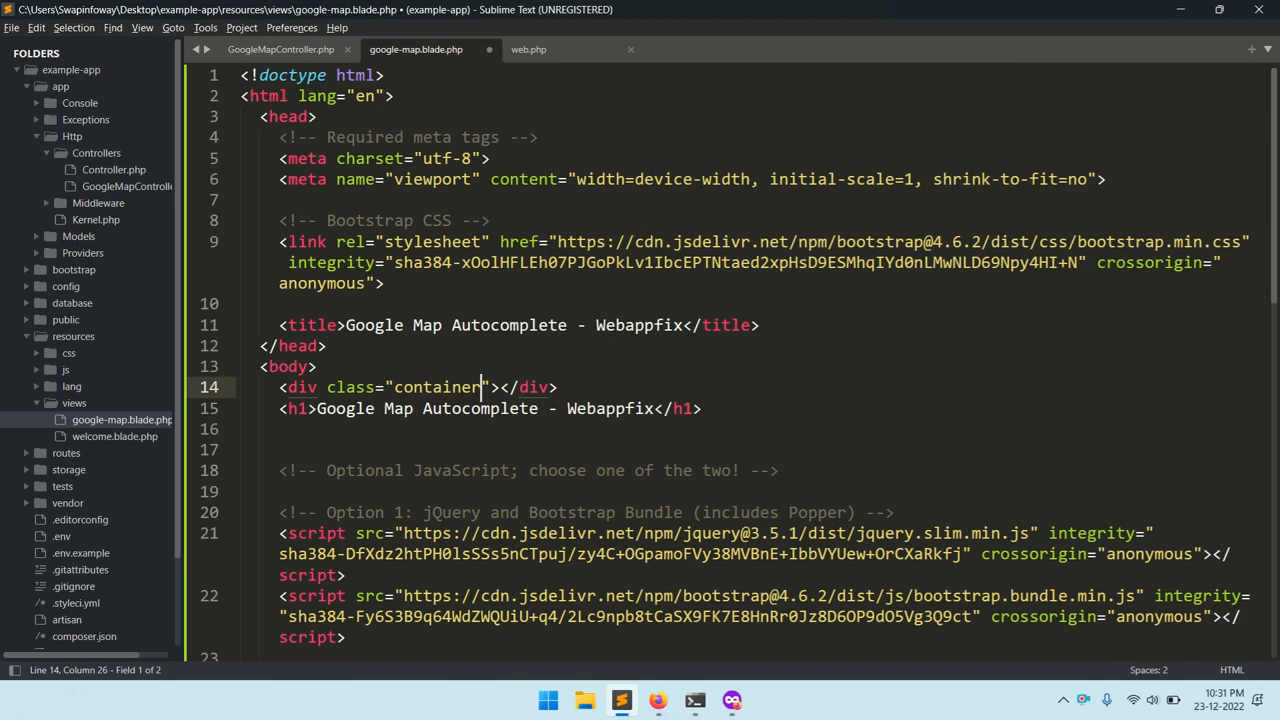 C:\Users\Swapinfoway\Desktop\example-app\resources\views\google-map.blade.php • (example-app) - Sublime Text (UNREGISTERED)
File Edit Selection Find View Goto Tools Project Preferences Help
FOLDERS
example-app
app
Console
Exceptions
Http
Controllers
Controller.php
GoogleMapControlle
Middleware
Kernel.php
Models
Providers
bootstrap
config
database
public
resources
css
js
lang
views
google-map.blade.php
welcome.blade.php
routes
storage
tests
vendor
.editorconfig
.env
.env.example
.gitattributes
.gitignore
.styleci.yml
artisan
composer.json
GoogleMapController.php google-map.blade.php web.php
1 <!doctype html>
2 <html lang="en">
3 <head>
4 <!-- Required meta tags -->
5 <meta charset="utf-8">
6 <meta name="viewport" content="width=device-width, initial-scale=1, shrink-to-fit=no">
7
8 <!-- Bootstrap CSS -->
9 <link rel="stylesheet" href="https://cdn.jsdelivr.net/npm/bootstrap@4.6.2/dist/css/bootstrap.min.css"
integrity="sha384-xOolHFLEh07PJGoPkLv1IbcEPTNtaed2xpHsD9ESMhqIYd0nLMwNLD69Npy4HI+N" crossorigin="
anonymous">
10
11 <title>Google Map Autocomplete - Webappfix</title>
12 </head>
13 <body>
14 <div class="container"></div>
15 <h1>Google Map Autocomplete - Webappfix</h1>
16
17
18 <!-- Optional JavaScript; choose one of the two! -->
19
20 <!-- Option 1: jQuery and Bootstrap Bundle (includes Popper) -->
21 <script src="https://cdn.jsdelivr.net/npm/jquery@3.5.1/dist/jquery.slim.min.js" integrity="
sha384-DfXdz2htPH0lsSSs5nCTpuj/zy4C+OGpamoFVy38MVBnE+IbbVYUew+OrCXaRkfj" crossorigin="anonymous"></
script>
22 <script src="https://cdn.jsdelivr.net/npm/bootstrap@4.6.2/dist/js/bootstrap.bundle.min.js" integrity=
"sha384-Fy6S3B9q64WdZWQUiU+q4/2Lc9npb8tCaSX9FK7E8HnRr0Jz8D6OP9dO5Vg3Q9ct" crossorigin="anonymous"></
script>
23
Line 14, Column 26 - Field 1 of 2 Spaces: 2 HTML
10:31 PM
23-12-2022